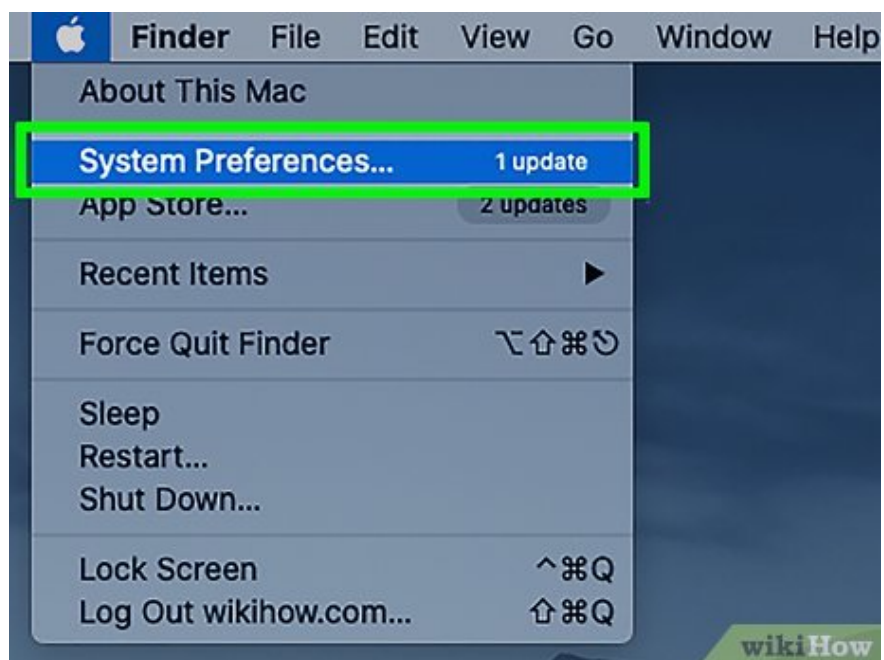 Finder File Edit View Go Window Help
About This Mac
System Preferences... 1 update
App Store... 2 updates
Recent Items ▶
Force Quit Finder ⌥⇧⌘⎋
Sleep
Restart...
Shut Down...
Lock Screen ^⌘Q
Log Out wikihow.com... ⇧⌘Q
wikiHow